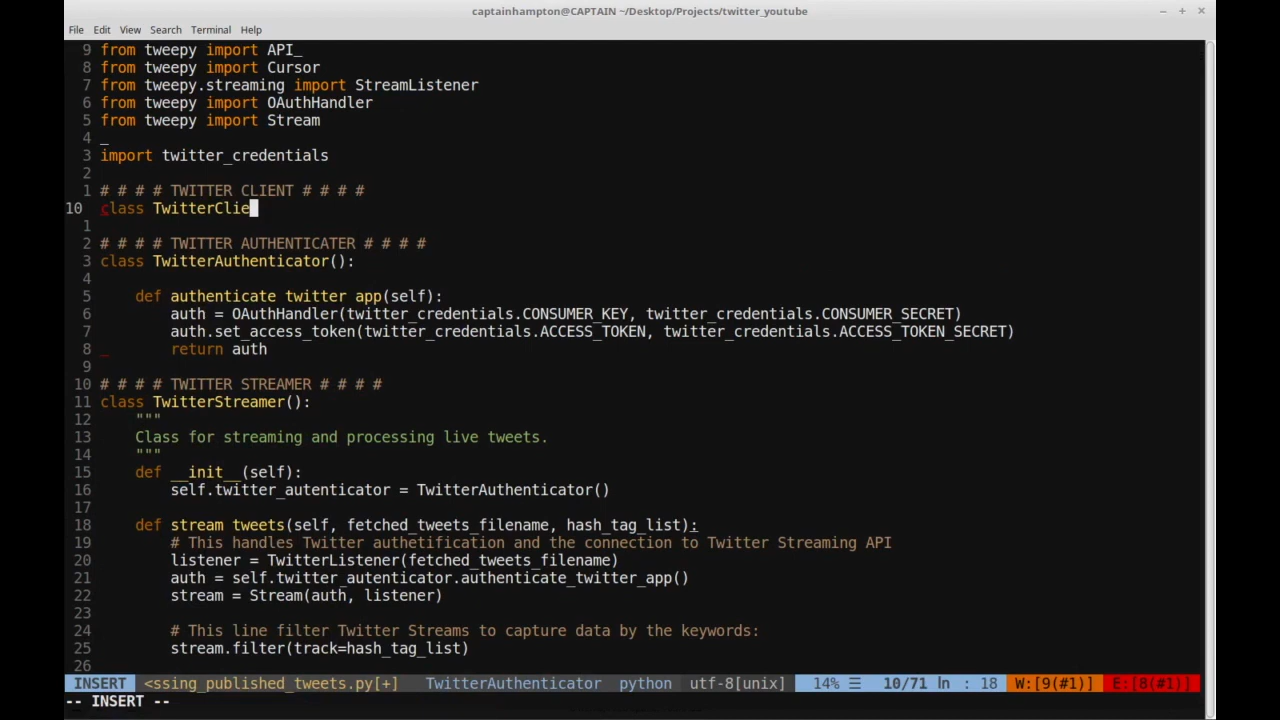 captainhampton@CAPTAIN ~/Desktop/Projects/twitter_youtube
File Edit View Search Terminal Help
9 from tweepy import API_
8 from tweepy import Cursor
7 from tweepy.streaming import StreamListener
6 from tweepy import OAuthHandler
5 from tweepy import Stream
4 _
3 import twitter_credentials
2
1 # # # # TWITTER CLIENT # # # #
10 class TwitterClie
1
2 # # # # TWITTER AUTHENTICATER # # # #
3 class TwitterAuthenticator():
4
5 def authenticate twitter app(self):
6 auth = OAuthHandler(twitter_credentials.CONSUMER_KEY, twitter_credentials.CONSUMER_SECRET)
7 auth.set_access_token(twitter_credentials.ACCESS_TOKEN, twitter_credentials.ACCESS_TOKEN_SECRET)
8 _ return auth
9
10 # # # # TWITTER STREAMER # # # #
11 class TwitterStreamer():
12 """
13 Class for streaming and processing live tweets.
14 """
15 def __init__(self):
16 self.twitter_autenticator = TwitterAuthenticator()
17
18 def stream tweets(self, fetched_tweets_filename, hash_tag_list):
19 # This handles Twitter authetification and the connection to Twitter Streaming API
20 listener = TwitterListener(fetched_tweets_filename)
21 auth = self.twitter_autenticator.authenticate_twitter_app()
22 stream = Stream(auth, listener)
23
24 # This line filter Twitter Streams to capture data by the keywords:
25 stream.filter(track=hash_tag_list)
26
INSERT <ssing_published_tweets.py[+] TwitterAuthenticator python utf-8[unix] 14% ☰ 10/71 ln : 18 W:[9(#1)] E:[8(#1)]
-- INSERT --